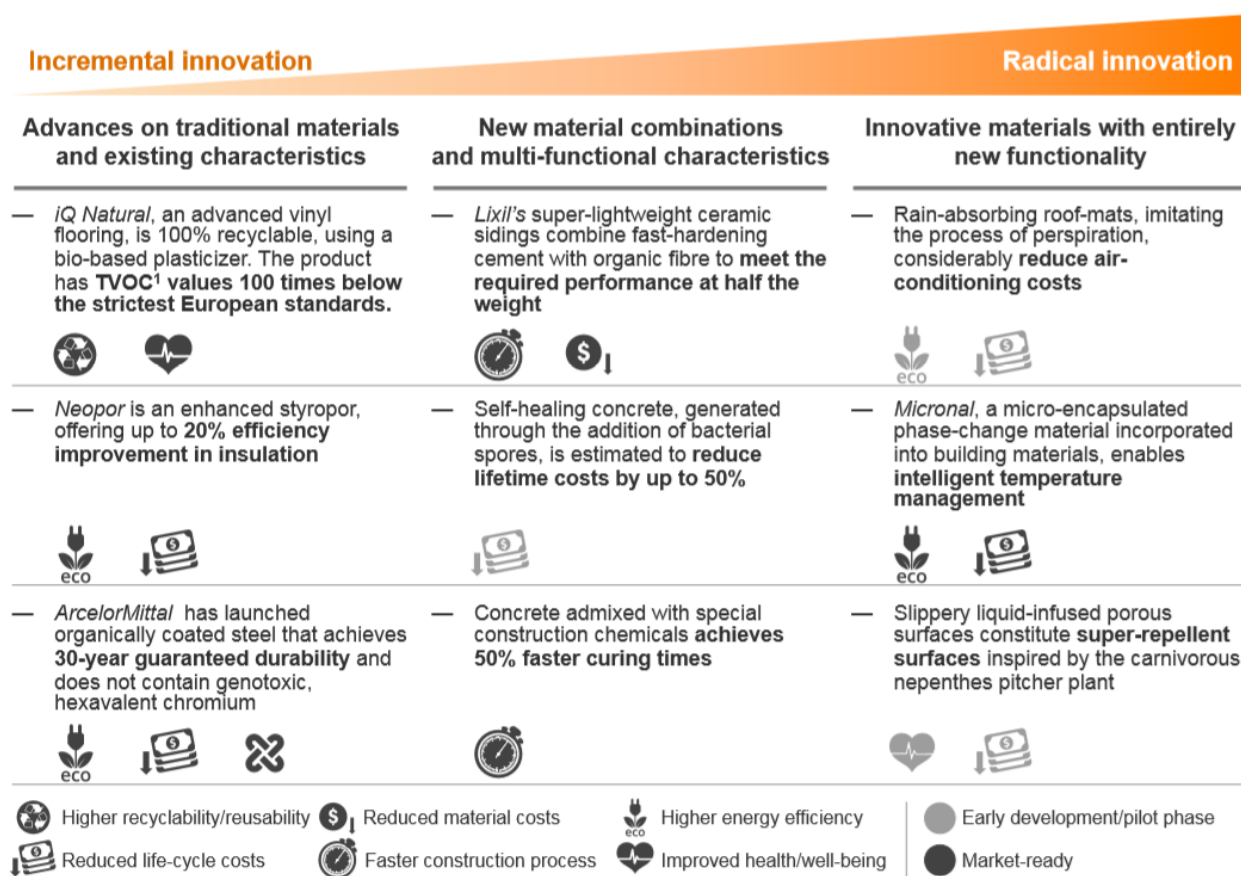 Incremental innovation
Radical innovation
Advances on traditional materials
and existing characteristics
New material combinations
and multi-functional characteristics
Innovative materials with entirely
new functionality
— iQ Natural, an advanced vinyl
flooring, is 100% recyclable, using a
bio-based plasticizer. The product
has TVOC¹ values 100 times below
the strictest European standards.
— Lixil's super-lightweight ceramic
sidings combine fast-hardening
cement with organic fibre to meet the
required performance at half the
weight
— Rain-absorbing roof-mats, imitating
the process of perspiration,
considerably reduce air-
conditioning costs
eco
— Neopor is an enhanced styropor,
offering up to 20% efficiency
improvement in insulation
eco
— Self-healing concrete, generated
through the addition of bacterial
spores, is estimated to reduce
lifetime costs by up to 50%
— Micronal, a micro-encapsulated
phase-change material incorporated
into building materials, enables
intelligent temperature
management
eco
— ArcelorMittal has launched
organically coated steel that achieves
30-year guaranteed durability and
does not contain genotoxic,
hexavalent chromium
eco
— Concrete admixed with special
construction chemicals achieves
50% faster curing times
— Slippery liquid-infused porous
surfaces constitute super-repellent
surfaces inspired by the carnivorous
nepenthes pitcher plant
Higher recyclability/reusability
$ Reduced material costs
eco Higher energy efficiency
Early development/pilot phase
Reduced life-cycle costs
Faster construction process
Improved health/well-being
Market-ready